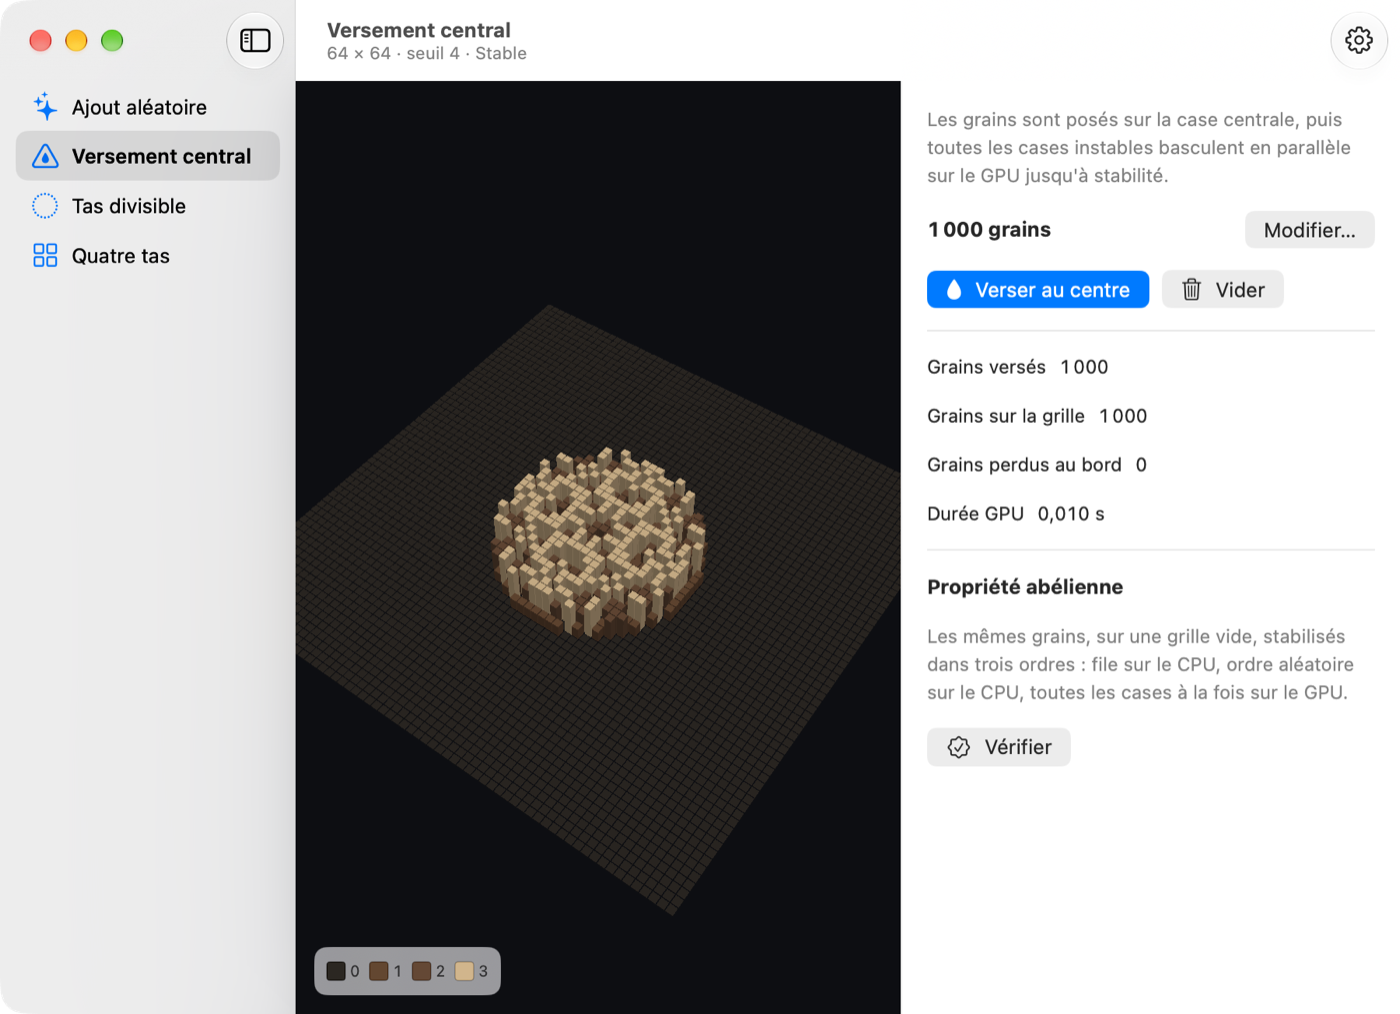 Versement central
64 × 64 · seuil 4 · Stable
Ajout aléatoire
Versement central
Tas divisible
Quatre tas
Les grains sont posés sur la case centrale, puis
toutes les cases instables basculent en parallèle
sur le GPU jusqu'à stabilité.
1 000 grains
Modifier...
Verser au centre
Vider
Grains versés 1 000
Grains sur la grille 1 000
Grains perdus au bord 0
Durée GPU 0,010 s
Propriété abélienne
Les mêmes grains, sur une grille vide, stabilisés
dans trois ordres : file sur le CPU, ordre aléatoire
sur le CPU, toutes les cases à la fois sur le GPU.
Vérifier
0 1 2 3